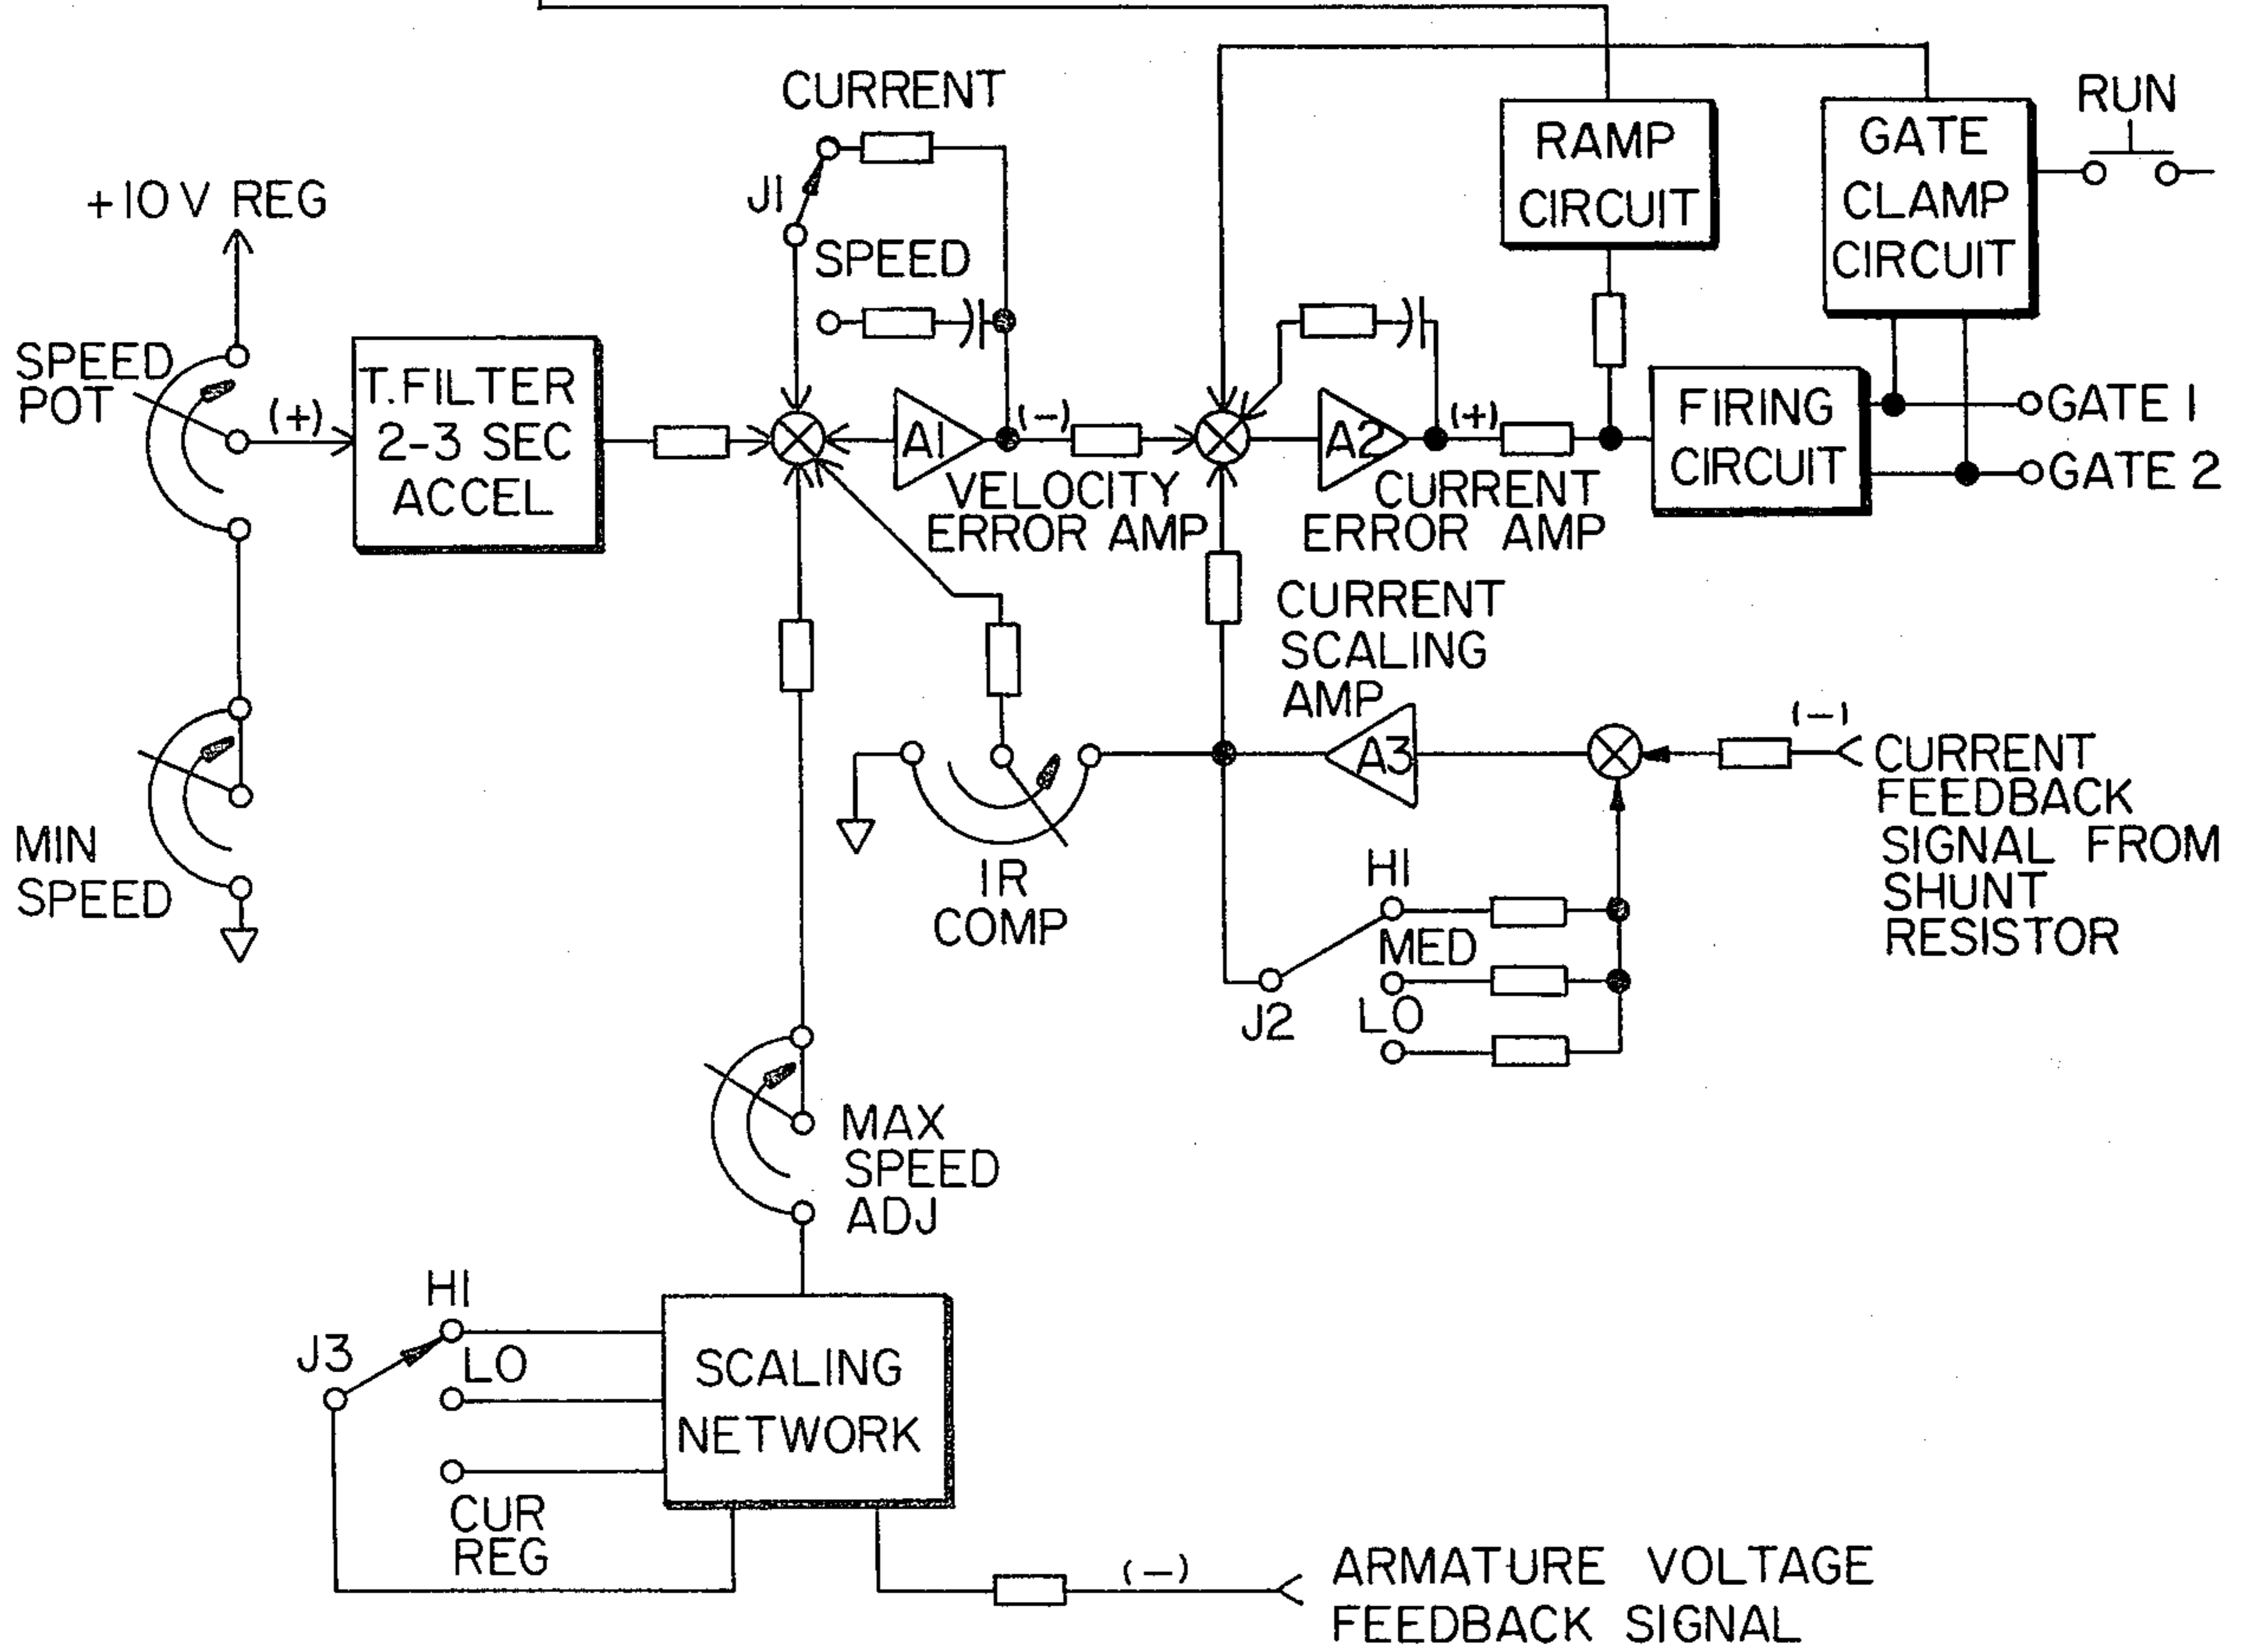 CURRENT
J1
SPEED
+10V REG
SPEED
POT
(+)
T.FILTER
2-3 SEC
ACCEL
A1
(-)
VELOCITY
ERROR AMP
RAMP
CIRCUIT
GATE
CLAMP
CIRCUIT
RUN
A2
(+)
CURRENT
ERROR AMP
FIRING
CIRCUIT
GATE 1
GATE 2
MIN
SPEED
CURRENT
SCALING
AMP
A3
(-)
CURRENT
FEEDBACK
SIGNAL FROM
SHUNT
RESISTOR
IR
COMP
HI
MED
LO
J2
MAX
SPEED
ADJ
HI
J3
LO
CUR
REG
SCALING
NETWORK
(-)
ARMATURE VOLTAGE
FEEDBACK SIGNAL